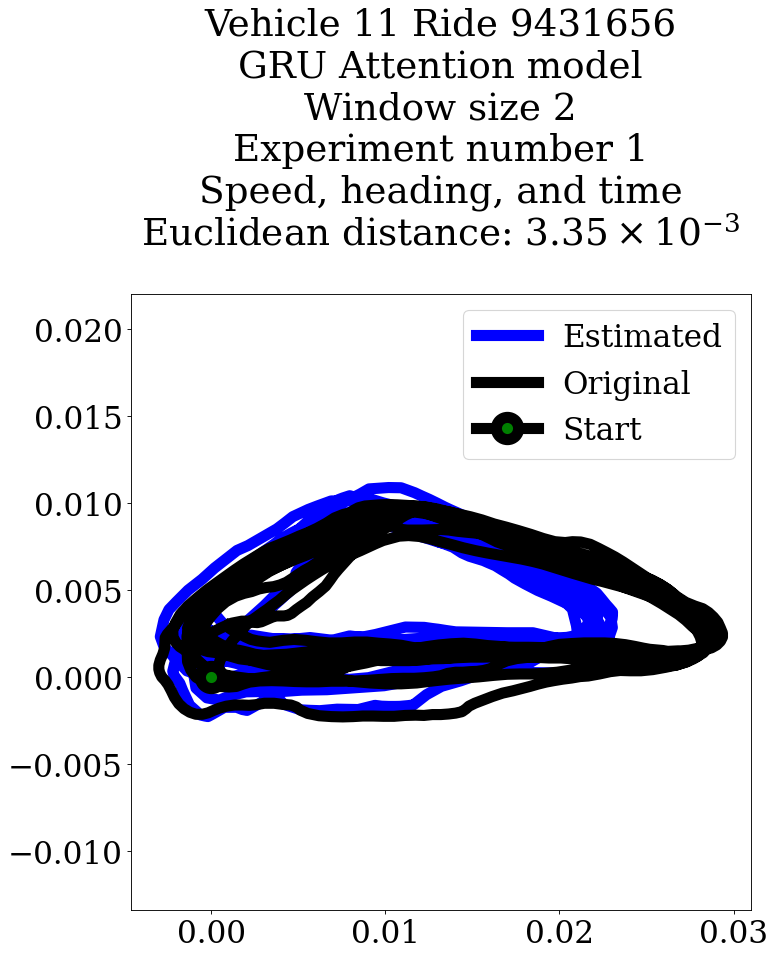 Vehicle 11 Ride 9431656
GRU Attention model
Window size 2
Experiment number 1
Speed, heading, and time
Euclidean distance: 3.35 × 10⁻³
Estimated
Original
Start
0.020
0.015
0.010
0.005
0.000
−0.005
−0.010
0.00 0.01 0.02 0.03